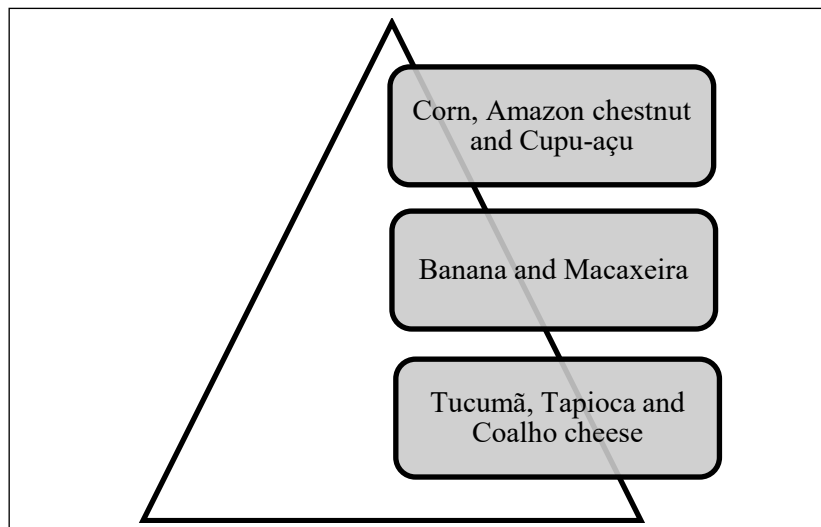 Corn, Amazon chestnut
and Cupu-açu
Banana and Macaxeira
Tucumã, Tapioca and
Coalho cheese